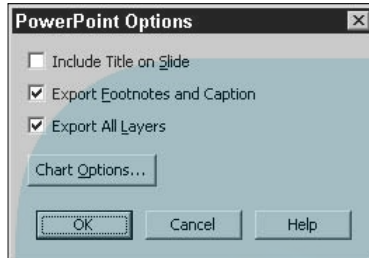 PowerPoint Options
Include Title on Slide
Export Footnotes and Caption
Export All Layers
Chart Options...
OK Cancel Help